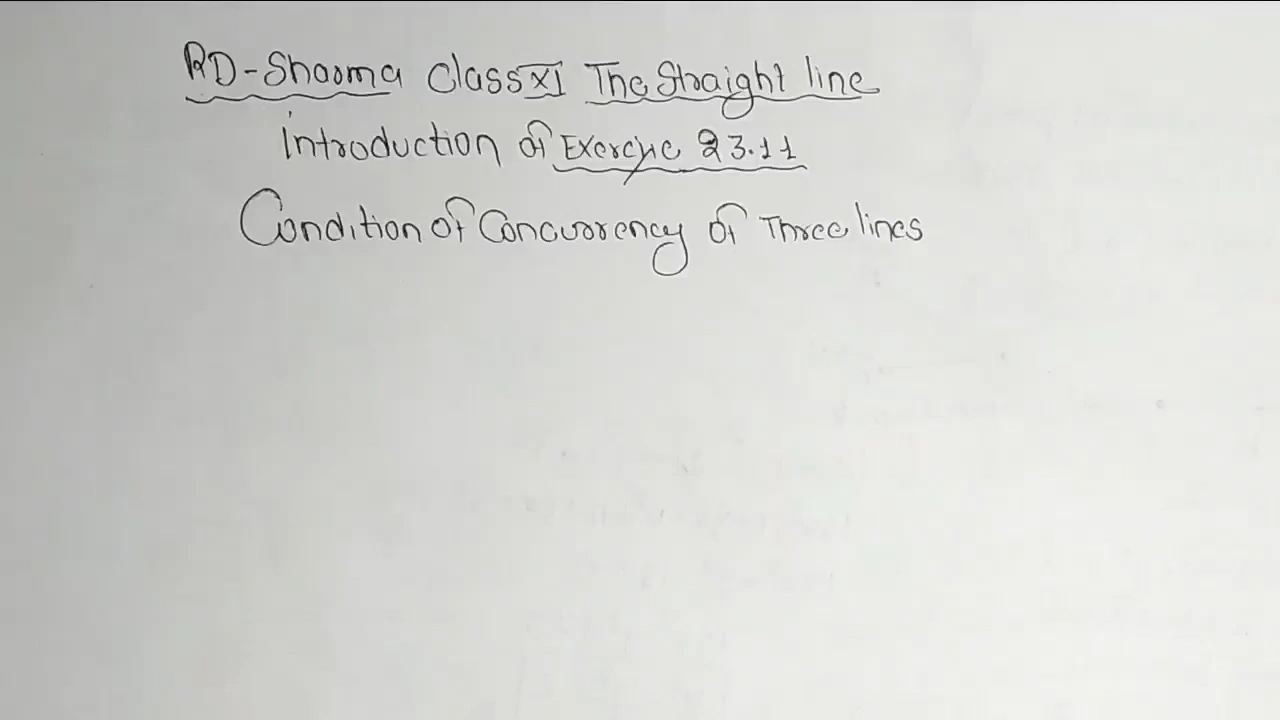 RD-Sharma Class XI The Straight line
Introduction of Exercise 23.11
Condition of Concurrency of Three lines